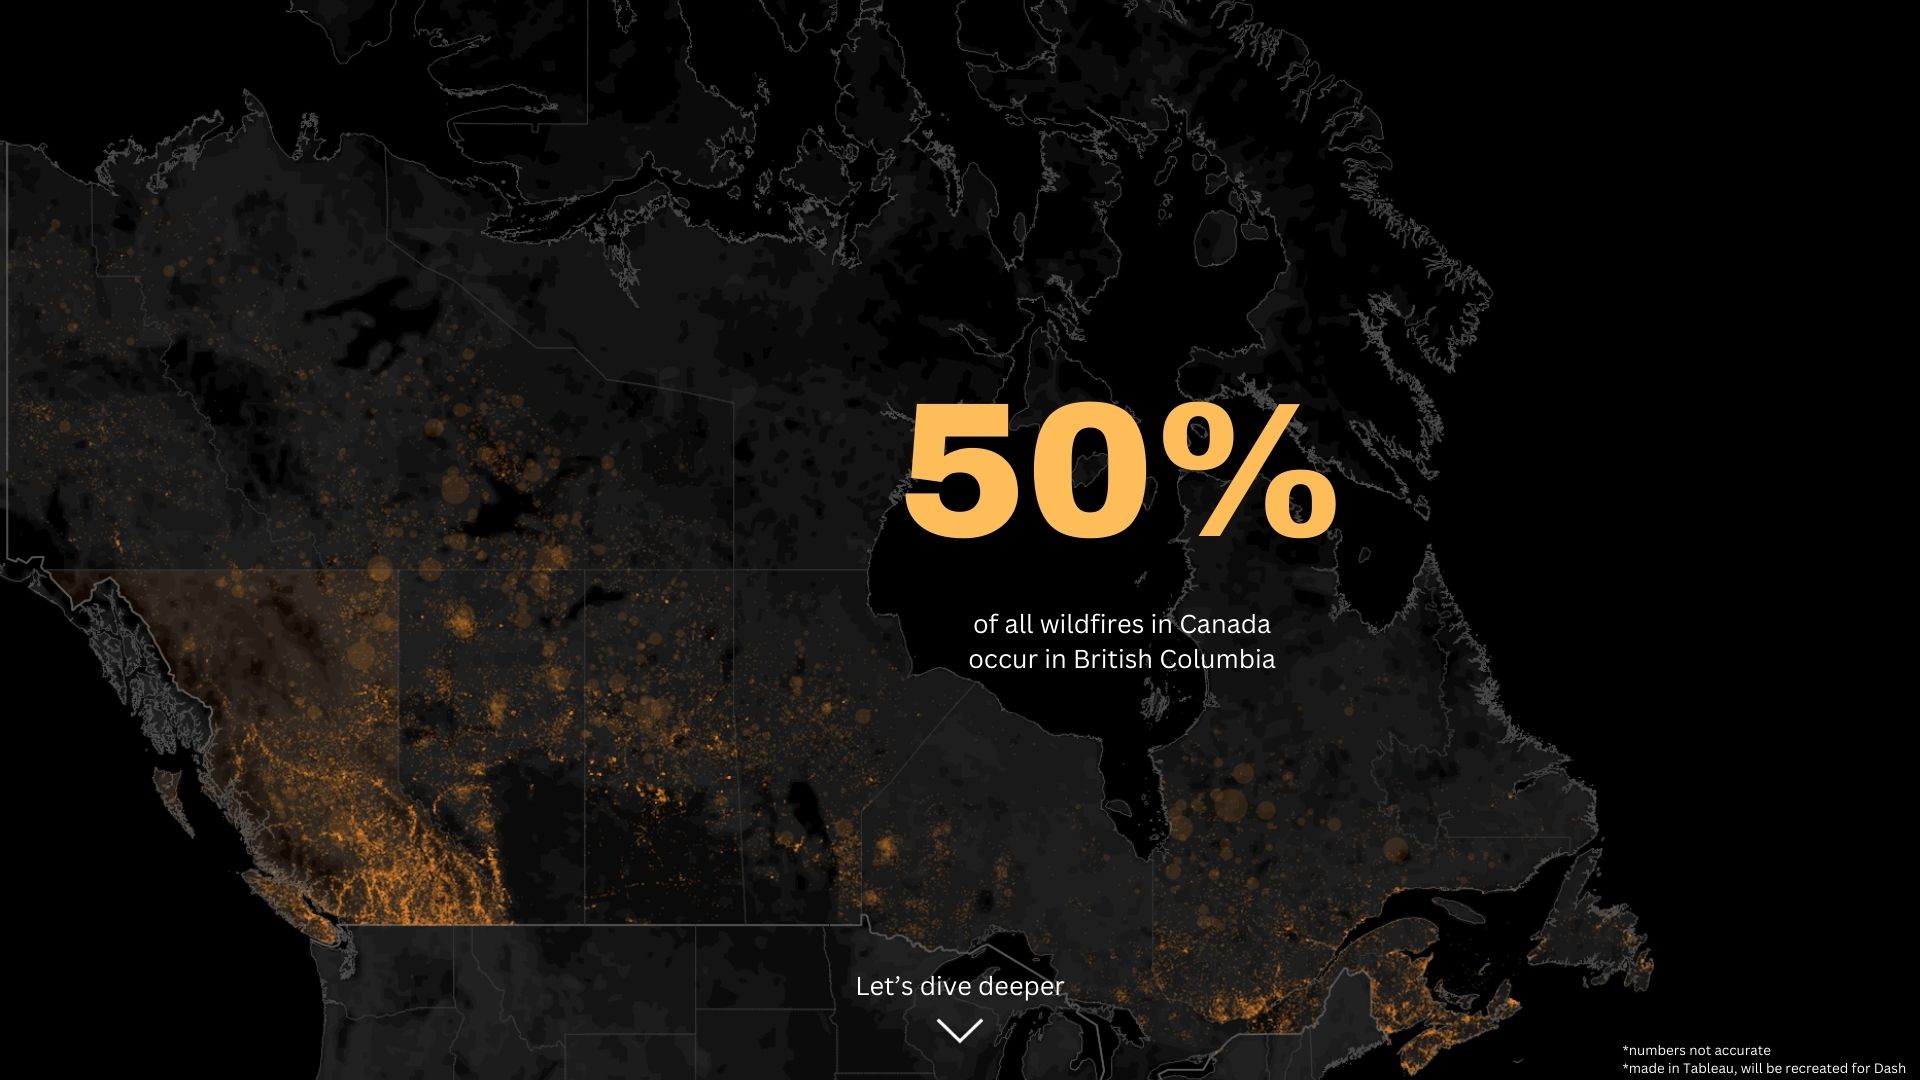 50%
of all wildfires in Canada
occur in British Columbia
Let’s dive deeper
*numbers not accurate
*made in Tableau, will be recreated for Dash